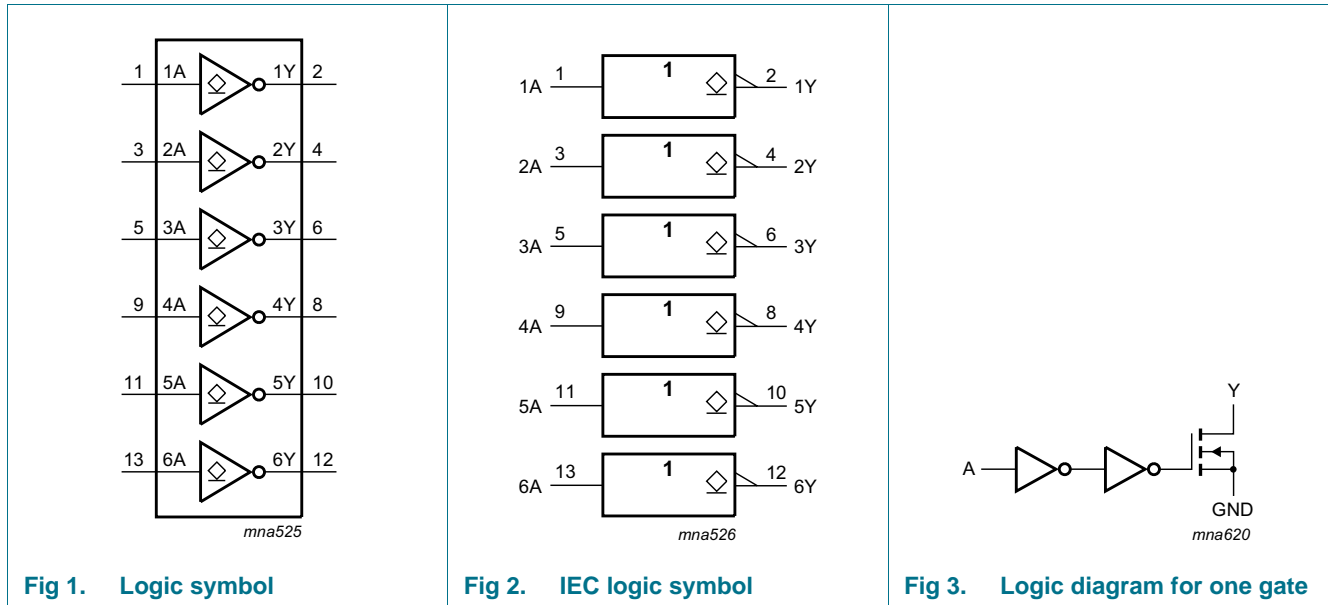 1 1A 1Y 2
3 2A 2Y 4
5 3A 3Y 6
9 4A 4Y 8
11 5A 5Y 10
13 6A 6Y 12
mna525
Fig 1. Logic symbol
1A 1 1 2 1Y
2A 3 1 4 2Y
3A 5 1 6 3Y
4A 9 1 8 4Y
5A 11 1 10 5Y
6A 13 1 12 6Y
mna526
Fig 2. IEC logic symbol
Y
A
GND
mna620
Fig 3. Logic diagram for one gate